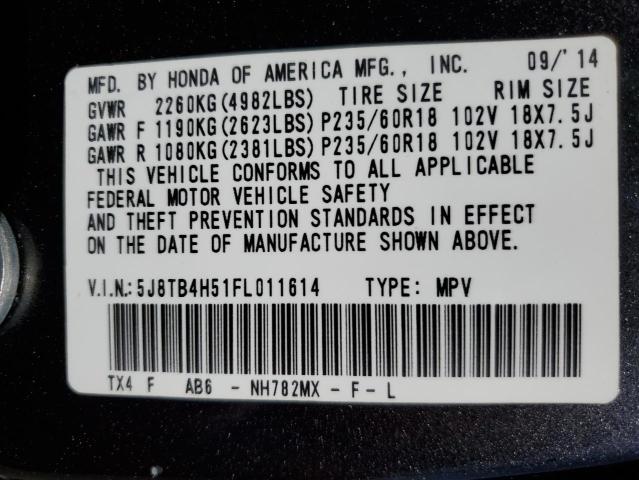 MFD. BY HONDA OF AMERICA MFG., INC. 09/'14
GVWR 2260KG(4982LBS) TIRE SIZE RIM SIZE
GAWR F 1190KG(2623LBS) P235/60R18 102V 18X7.5J
GAWR R 1080KG(2381LBS) P235/60R18 102V 18X7.5J
THIS VEHICLE CONFORMS TO ALL APPLICABLE
FEDERAL MOTOR VEHICLE SAFETY
AND THEFT PREVENTION STANDARDS IN EFFECT
ON THE DATE OF MANUFACTURE SHOWN ABOVE.
V.I.N.:5J8TB4H51FL011614 TYPE: MPV
TX4 F AB6 - NH782MX - F - L